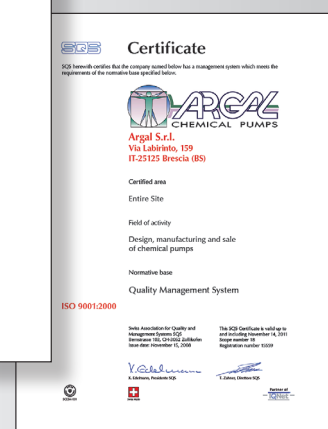 SQS
Certificate
SQS herewith certifies that the company named below has a management system which meets the
requirements of the normative base specified below.
ARGAL
CHEMICAL PUMPS
Argal S.r.l.
Via Labirinto, 159
IT-25125 Brescia (BS)
Certified area
Entire Site
Field of activity
Design, manufacturing and sale
of chemical pumps
Normative base
Quality Management System
ISO 9001:2000
Swiss Association for Quality and
Management Systems SQS
Bernstrasse 103, CH-3052 Zollikofen
Issue date: November 15, 2008
This SQS Certificate is valid up to
and including November 14, 2011
Scope number 18
Registration number 15559
X. Edelmann, Presidente SQS
T. Zahner, Direttore SQS
Partner of
IQNet